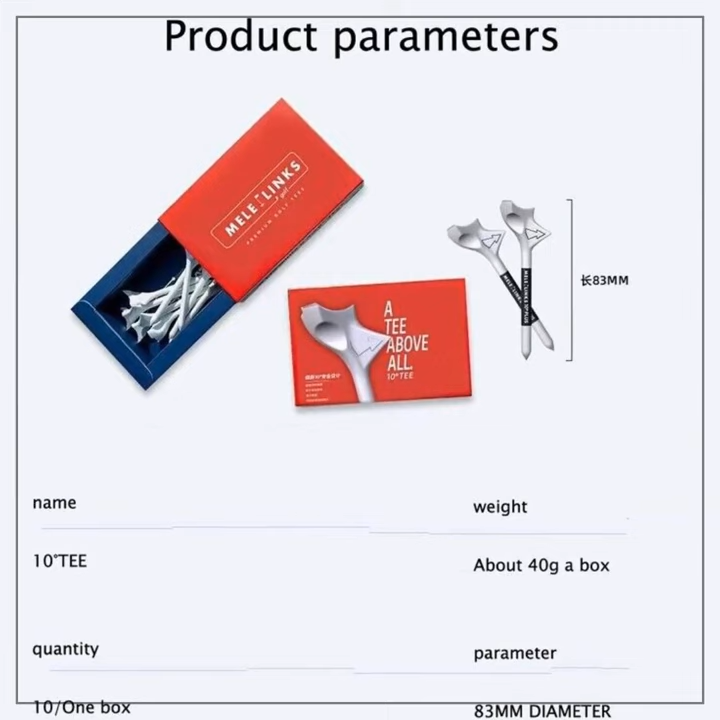 Product parameters
MELE LINKS
golf
PREMIUM GOLF TEES
A
TEE
ABOVE
ALL
10°TEE
长83MM
name
weight
10°TEE
About 40g a box
quantity
parameter
10/One box
83MM DIAMETER